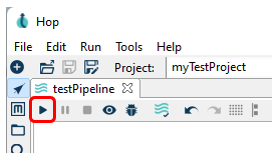 Hop
File Edit Run Tools Help
Project: myTestProject
testPipeline